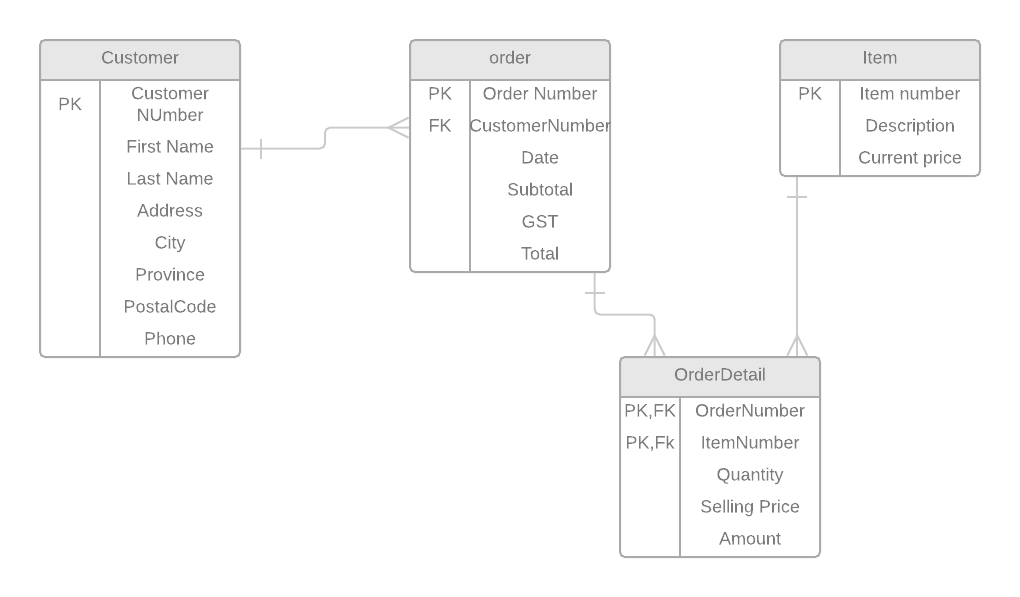 Customer
PK
Customer
NUmber
First Name
Last Name
Address
City
Province
PostalCode
Phone
order
PK Order Number
FK CustomerNumber
Date
Subtotal
GST
Total
Item
PK Item number
Description
Current price
OrderDetail
PK,FK OrderNumber
PK,Fk ItemNumber
Quantity
Selling Price
Amount